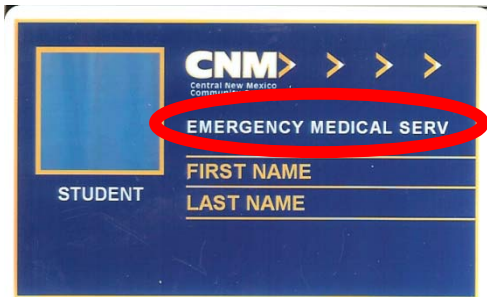 CNM
Central New Mexico
EMERGENCY MEDICAL SERV
FIRST NAME
STUDENT
LAST NAME